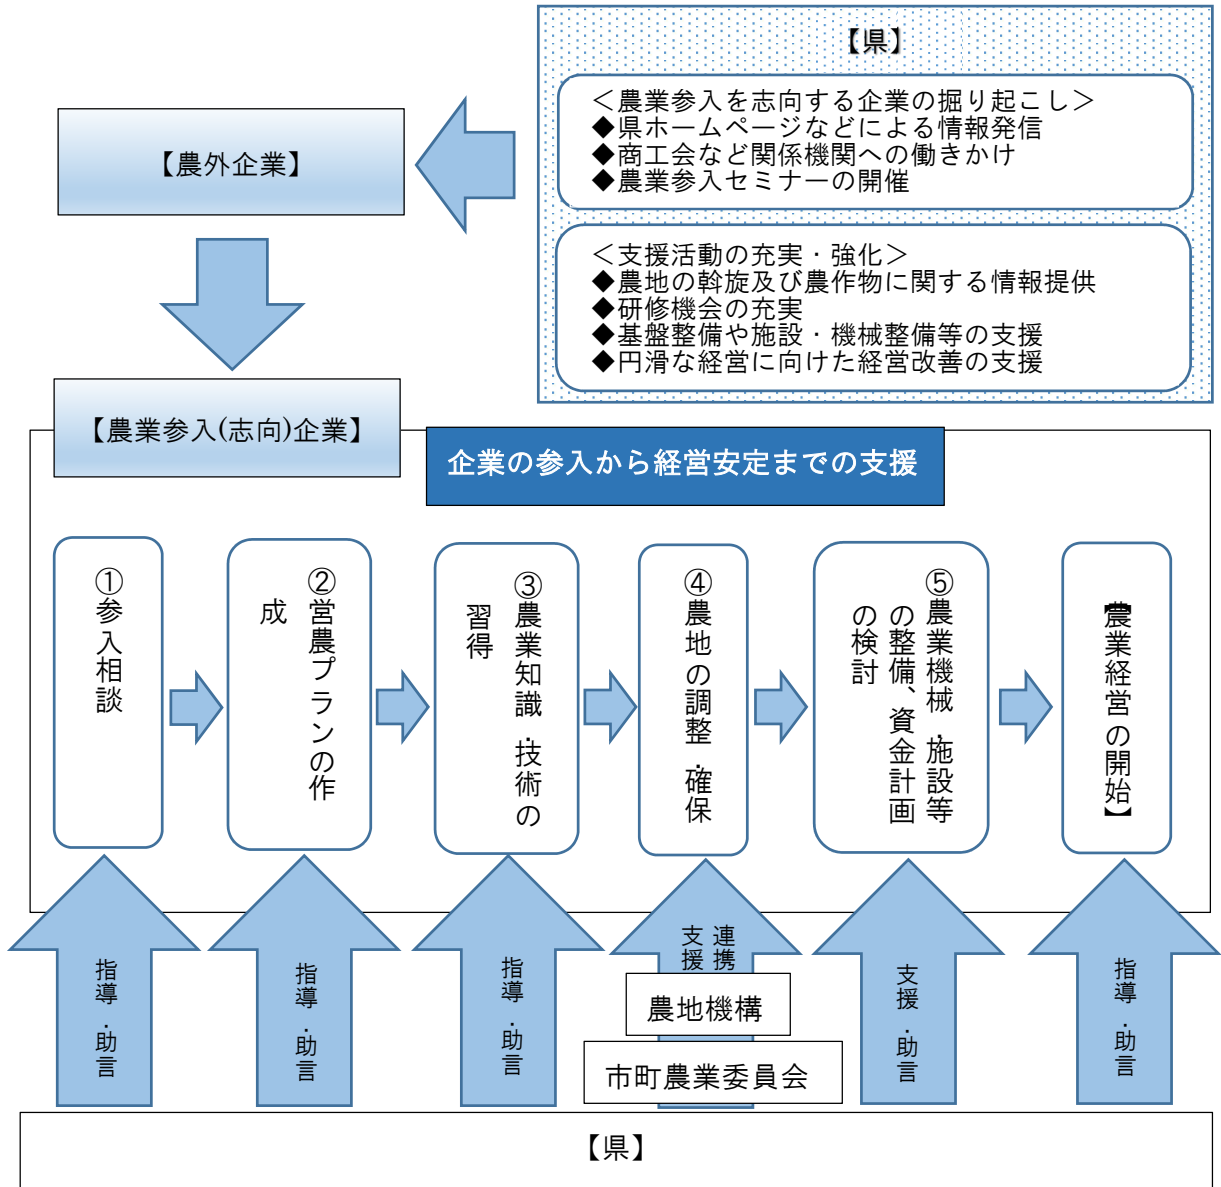 【県】
＜農業参入を志向する企業の掘り起こし＞
◆県ホームページなどによる情報発信
◆商工会など関係機関への働きかけ
◆農業参入セミナーの開催
【農外企業】
＜支援活動の充実・強化＞
◆農地の斡旋及び農作物に関する情報提供
◆研修機会の充実
◆基盤整備や施設・機械整備等の支援
◆円滑な経営に向けた経営改善の支援
【農業参入(志向)企業】
企業の参入から経営安定までの支援
①参入相談
②営農プランの作
成
③農業知識・技術の
習得
④農地の調整・確保
⑤農業機械・施設等
の整備、資金計画
の検討
【農業経営の開始】
指導・助言
指導・助言
指導・助言
連携
支援
農地機構
市町農業委員会
支援・助言
指導・助言
【県】